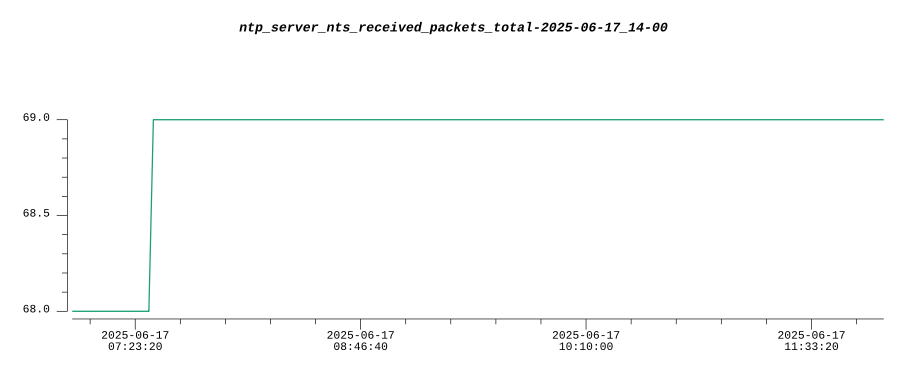 ntp_server_nts_received_packets_total-2025-06-17_14-00
69.0
68.5
68.0
2025-06-17 2025-06-17 2025-06-17 2025-06-17
07:23:20 08:46:40 10:10:00 11:33:20